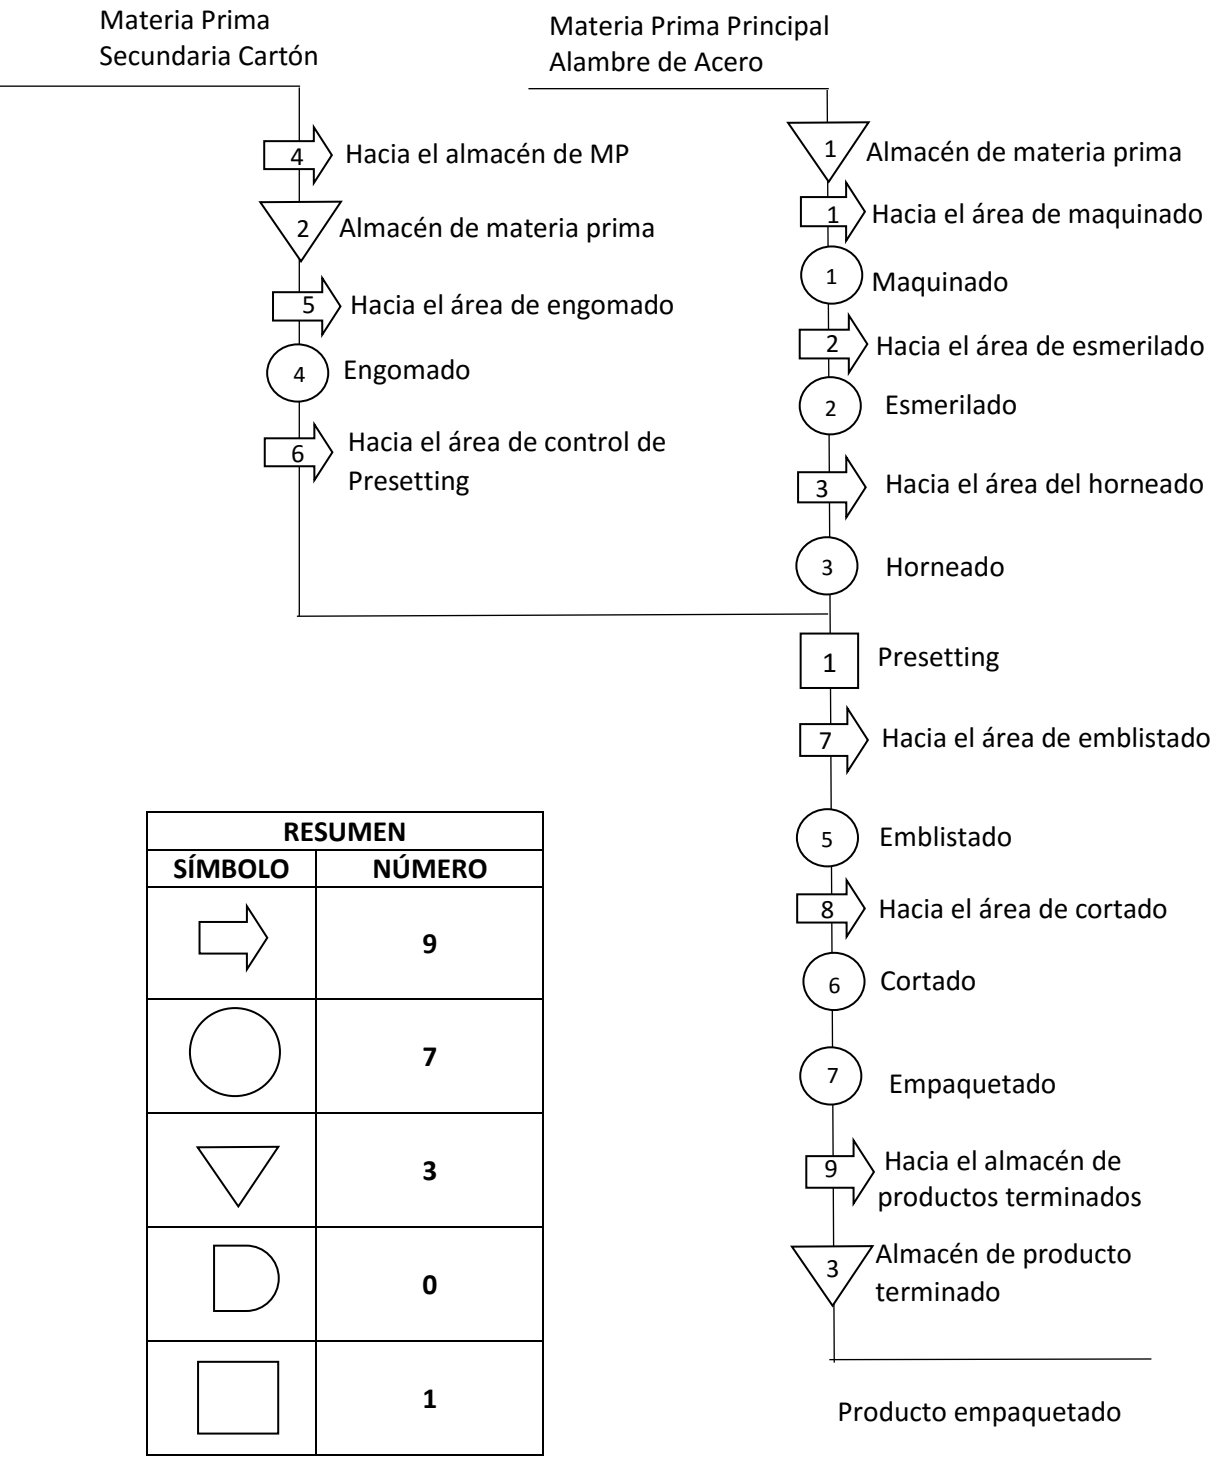 Materia Prima
Secundaria Cartón
4
Hacia el almacén de MP
2
Almacén de materia prima
5
Hacia el área de engomado
4
Engomado
6
Hacia el área de control de
Presetting
Materia Prima Principal
Alambre de Acero
1
Almacén de materia prima
1
Hacia el área de maquinado
1
Maquinado
2
Hacia el área de esmerilado
2
Esmerilado
3
Hacia el área del horneado
3
Horneado
1
Presetting
7
Hacia el área de emblistado
5
Emblistado
8
Hacia el área de cortado
6
Cortado
7
Empaquetado
9
Hacia el almacén de
productos terminados
3
Almacén de producto
terminado
Producto empaquetado
RESUMEN
SÍMBOLO NÚMERO
9
7
3
0
1